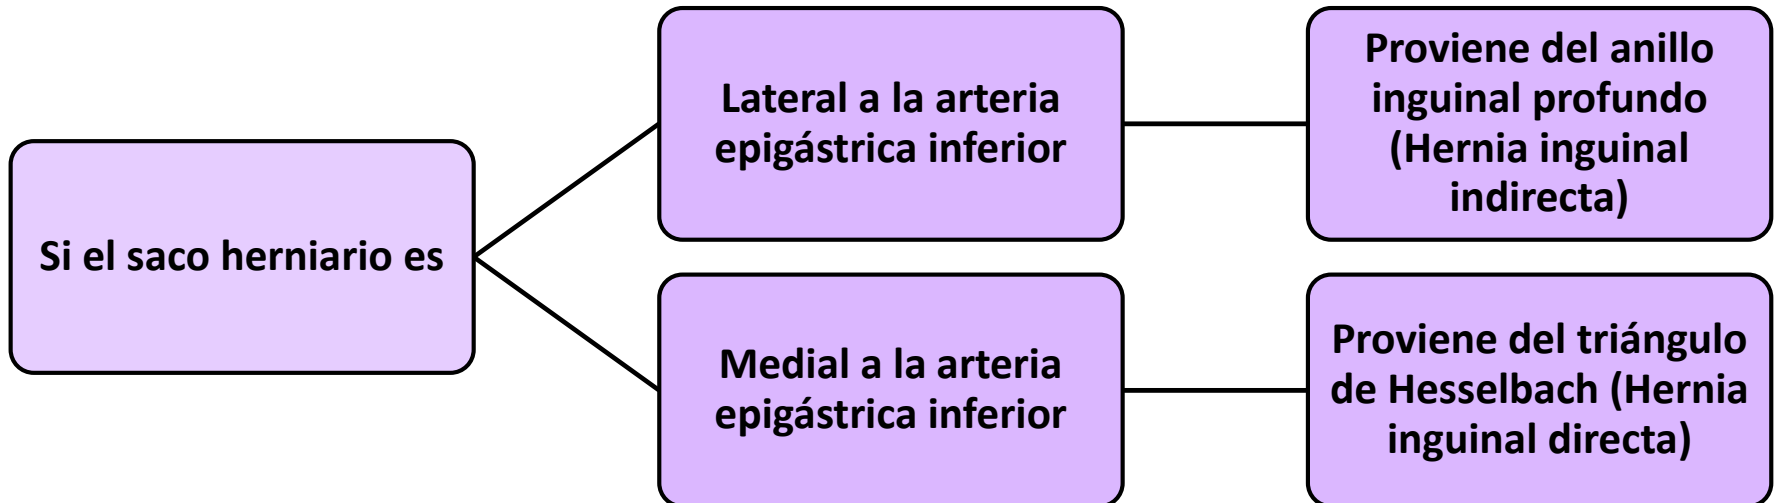 Si el saco herniario es
Lateral a la arteria
epigástrica inferior
Proviene del anillo
inguinal profundo
(Hernia inguinal
indirecta)
Medial a la arteria
epigástrica inferior
Proviene del triángulo
de Hesselbach (Hernia
inguinal directa)